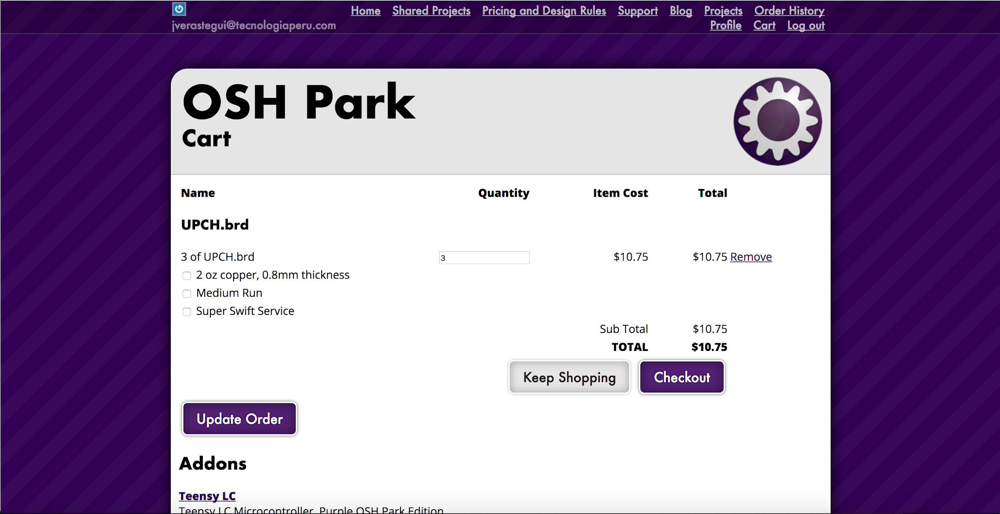 Home Shared Projects Pricing and Design Rules Support Blog Projects Order History
jverastegui@tecnologiaperu.com Profile Cart Log out
OSH Park
Cart
Name Quantity Item Cost Total
UPCH.brd
3 of UPCH.brd 3 $10.75 $10.75 Remove
2 oz copper, 0.8mm thickness
Medium Run
Super Swift Service
Sub Total $10.75
TOTAL $10.75
Keep Shopping Checkout
Update Order
Addons
Teensy LC
Teensy LC Microcontroller, Purple OSH Park Edition